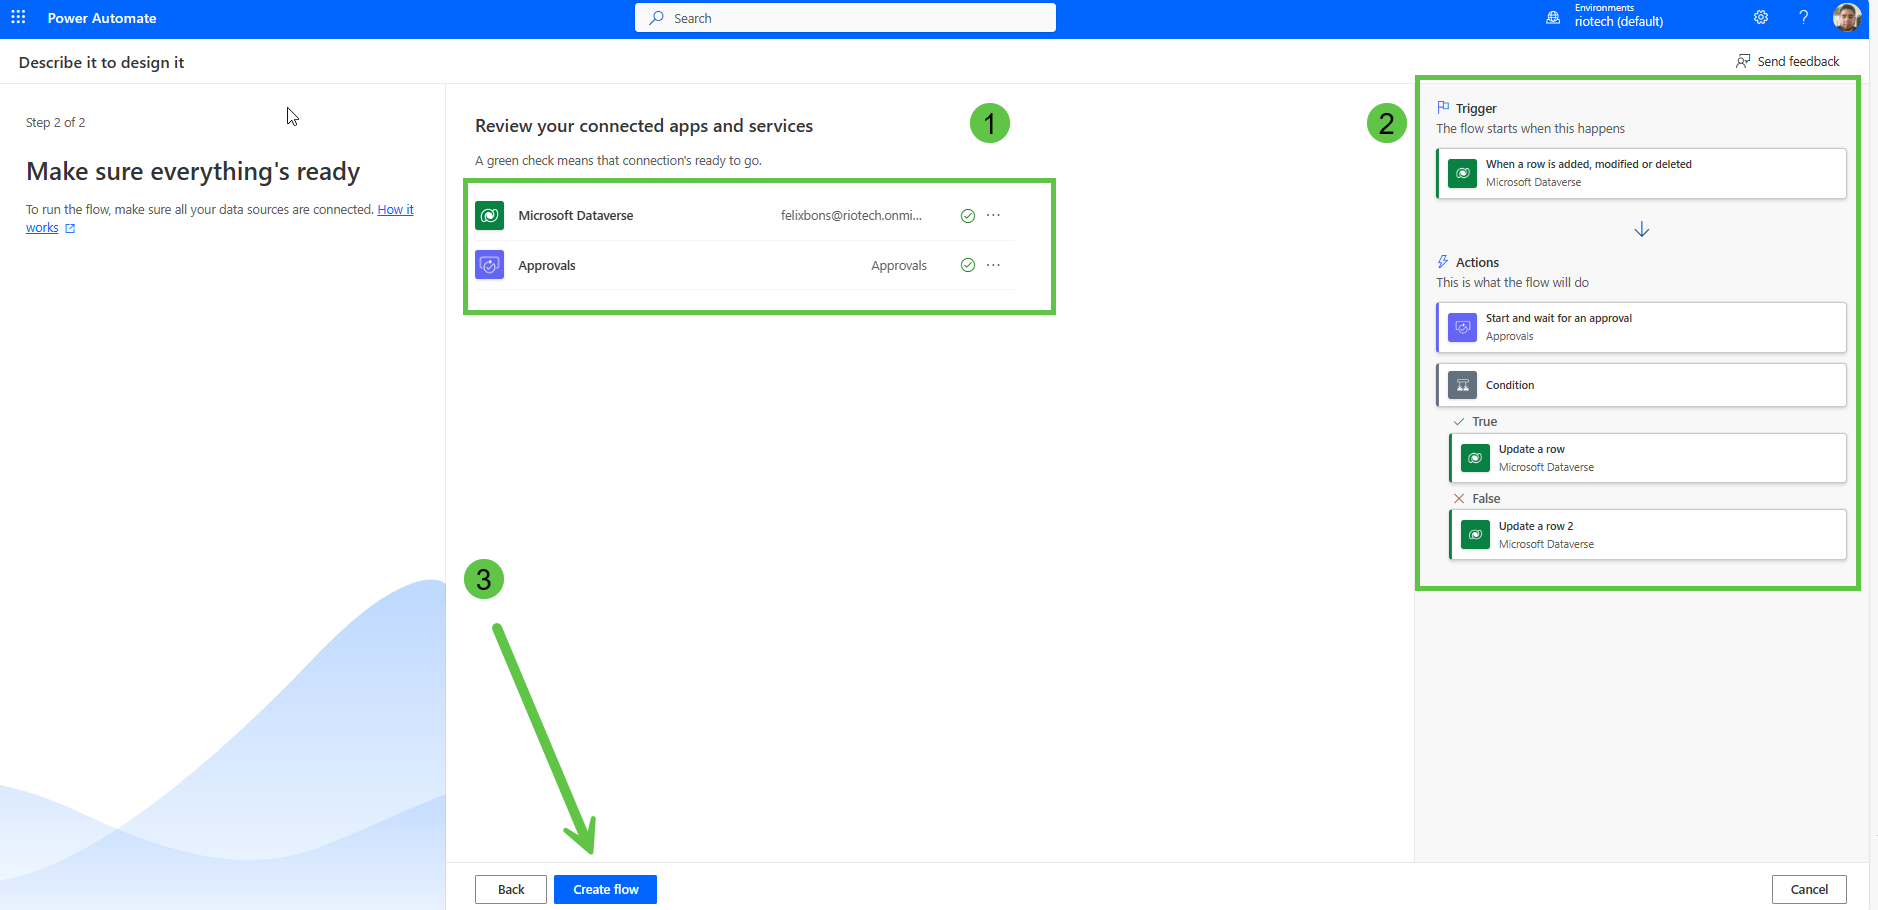 Power Automate
Search
Environments
riotech (default)
?
Describe it to design it
Send feedback
Step 2 of 2
Make sure everything's ready
To run the flow, make sure all your data sources are connected. How it
works
Review your connected apps and services
1
A green check means that connection's ready to go.
Microsoft Dataverse
felixbons@riotech.onmi...
...
Approvals
Approvals
...
2
Trigger
The flow starts when this happens
When a row is added, modified or deleted
Microsoft Dataverse
Actions
This is what the flow will do
Start and wait for an approval
Approvals
Condition
True
Update a row
Microsoft Dataverse
False
Update a row 2
Microsoft Dataverse
3
Back
Create flow
Cancel